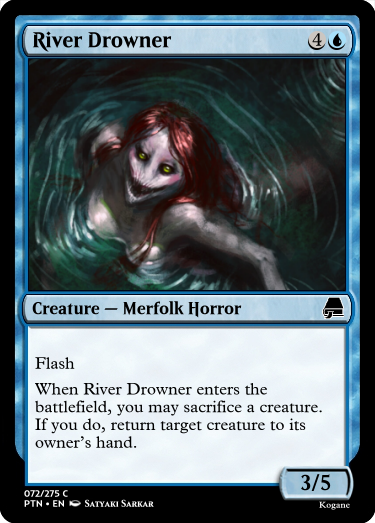 River Drowner 4
Creature — Merfolk Horror
Flash
When River Drowner enters the
battlefield, you may sacrifice a creature.
If you do, return target creature to its
owner's hand.
3/5
072/275 C
PTN • EN Satyaki Sarkar
Kogane